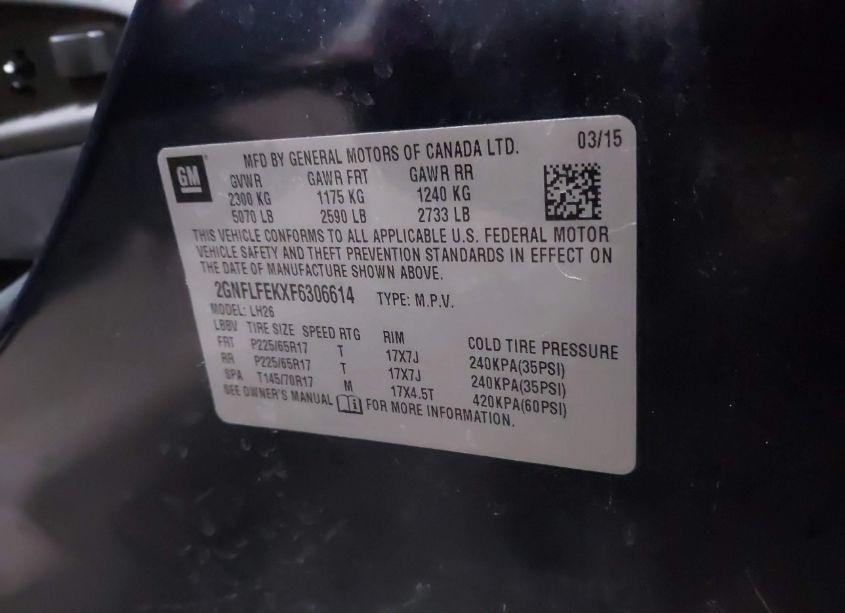 GM
MFD BY GENERAL MOTORS OF CANADA LTD. 03/15
GVWR GAWR FRT GAWR RR
2300 KG 1175 KG 1240 KG
5070 LB 2590 LB 2733 LB
THIS VEHICLE CONFORMS TO ALL APPLICABLE U.S. FEDERAL MOTOR
VEHICLE SAFETY AND THEFT PREVENTION STANDARDS IN EFFECT ON
THE DATE OF MANUFACTURE SHOWN ABOVE.
2GNFLFEKXF6306614 TYPE: M.P.V.
MODEL: LH26
LBBV TIRE SIZE SPEED RTG RIM COLD TIRE PRESSURE
FRT P225/65R17 T 17X7J 240KPA(35PSI)
RR P225/65R17 T 17X7J 240KPA(35PSI)
SPA T145/70R17 M 17X4.5T 420KPA(60PSI)
SEE OWNER'S MANUAL FOR MORE INFORMATION.